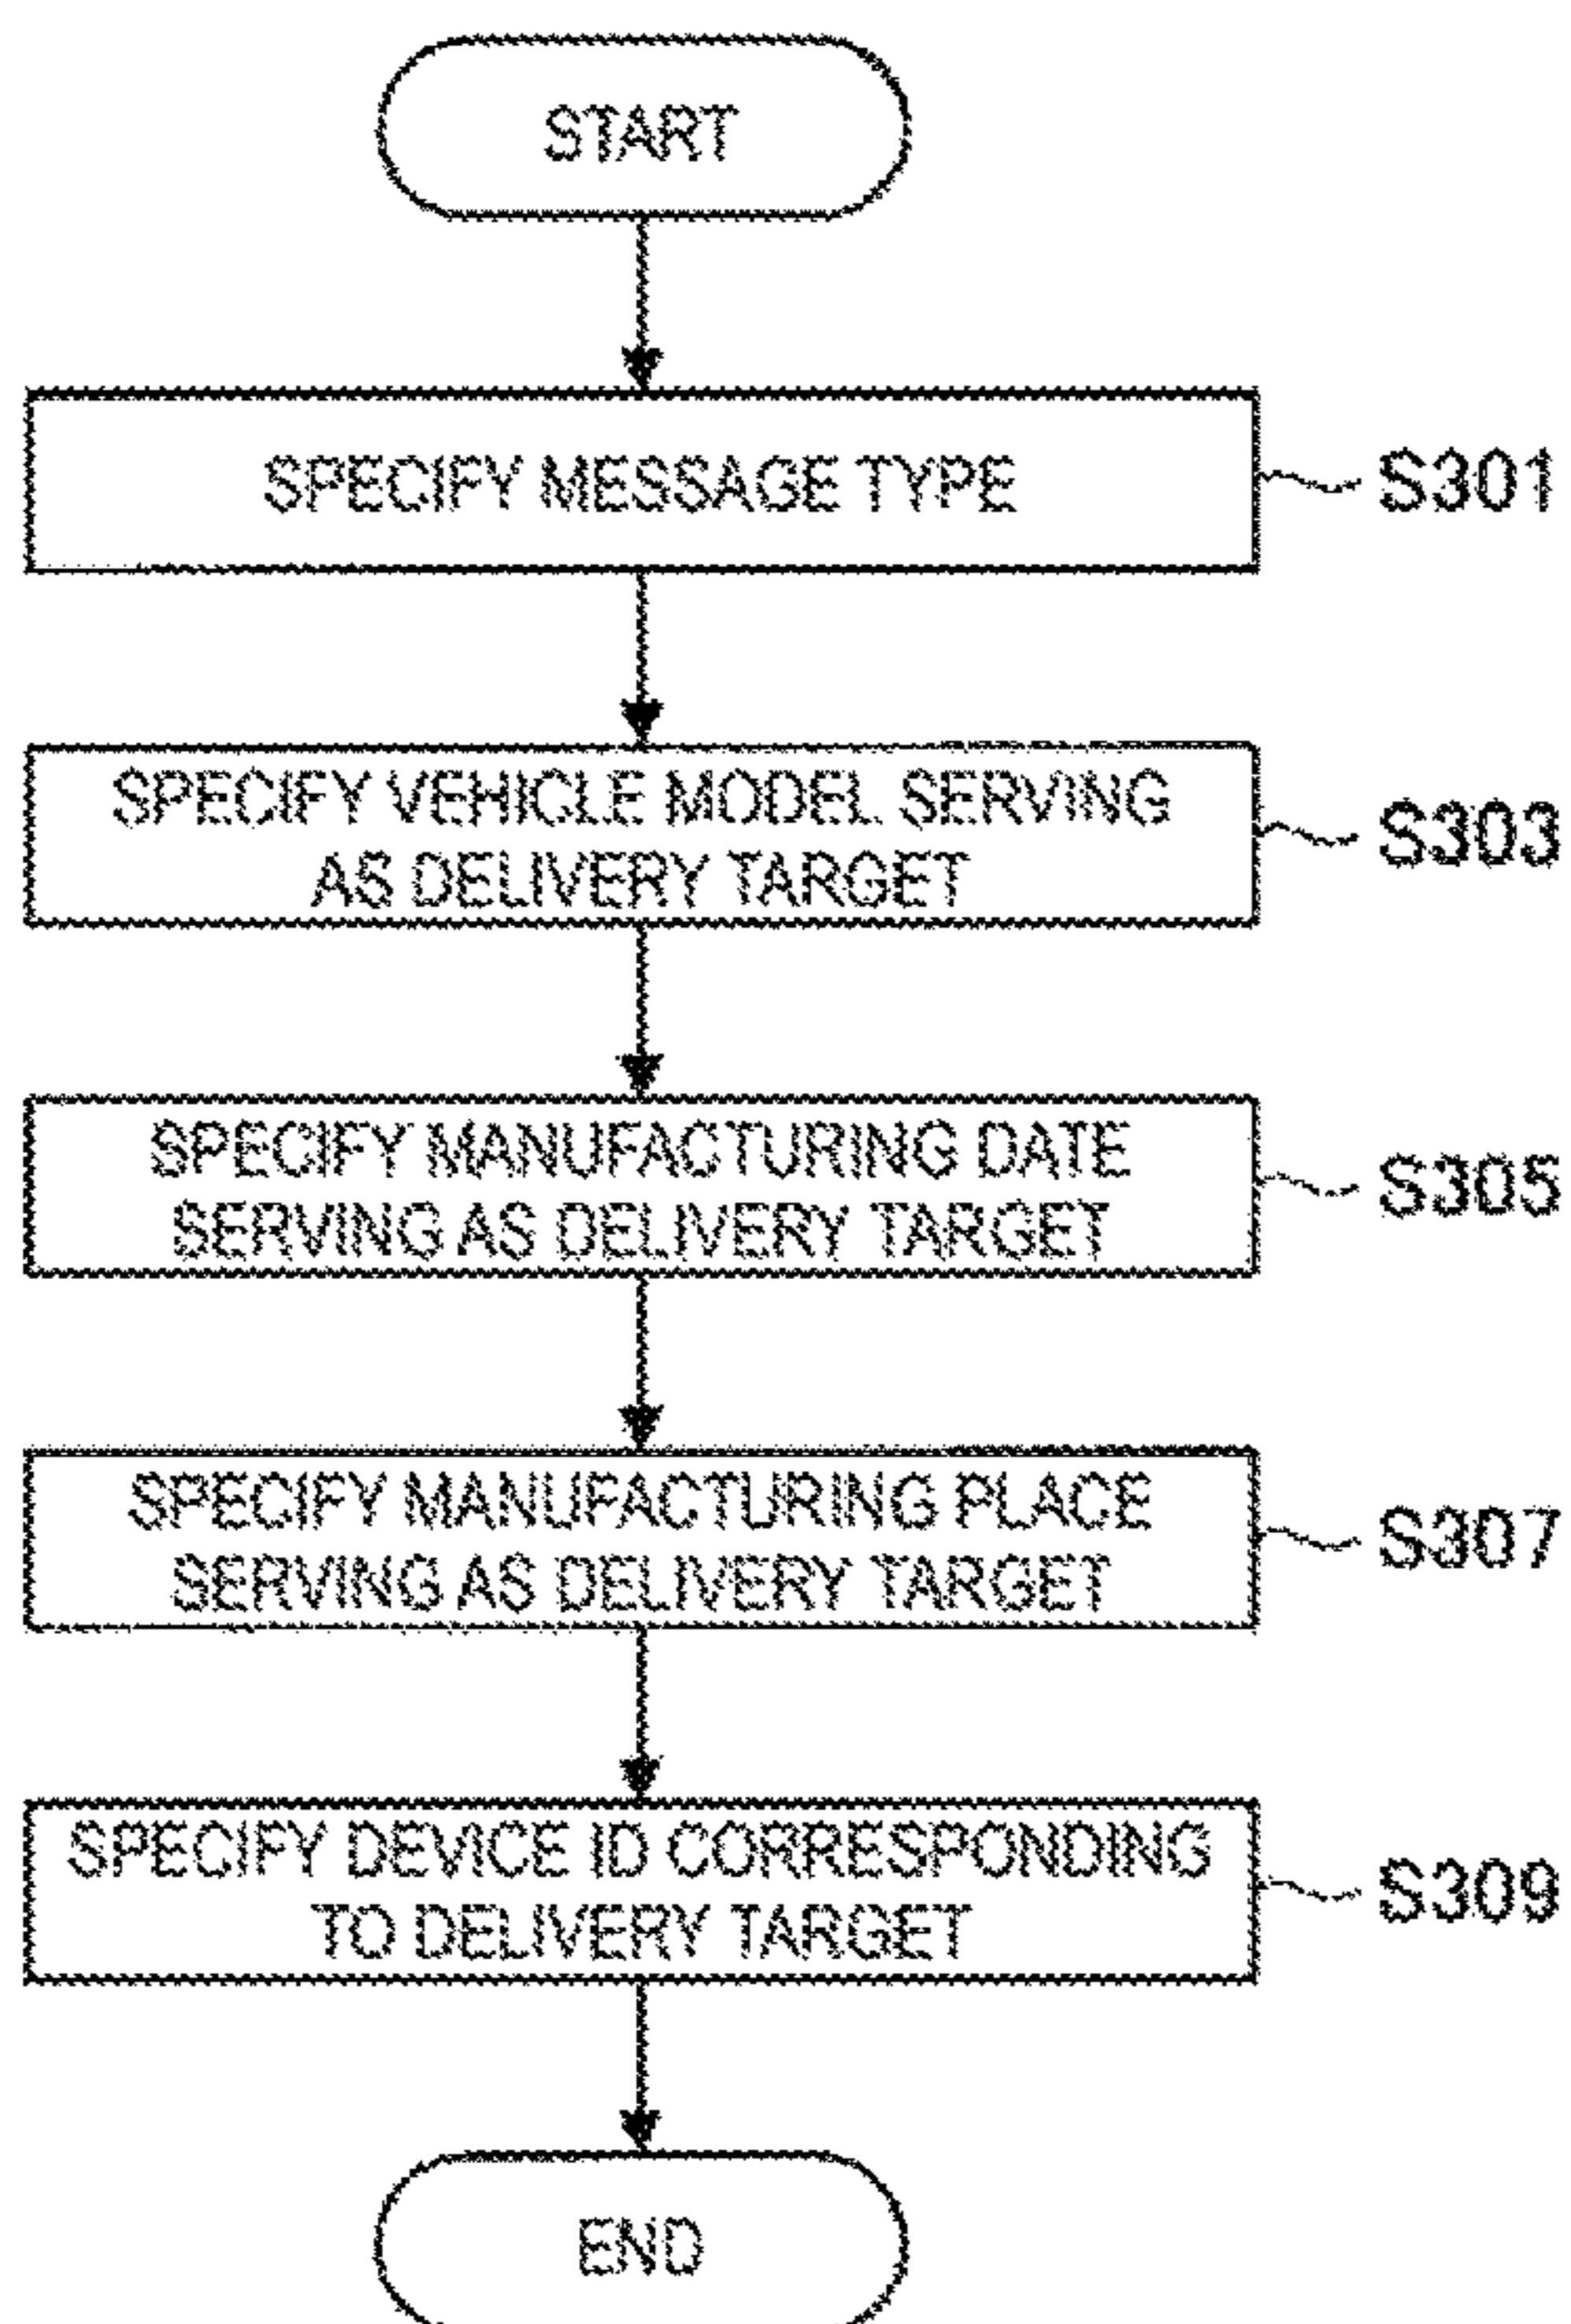 START
SPECIFY MESSAGE TYPE
S301
SPECIFY VEHICLE MODEL SERVING
AS DELIVERY TARGET
S303
SPECIFY MANUFACTURING DATE
SERVING AS DELIVERY TARGET
S305
SPECIFY MANUFACTURING PLACE
SERVING AS DELIVERY TARGET
S307
SPECIFY DEVICE ID CORRESPONDING
TO DELIVERY TARGET
S309
END